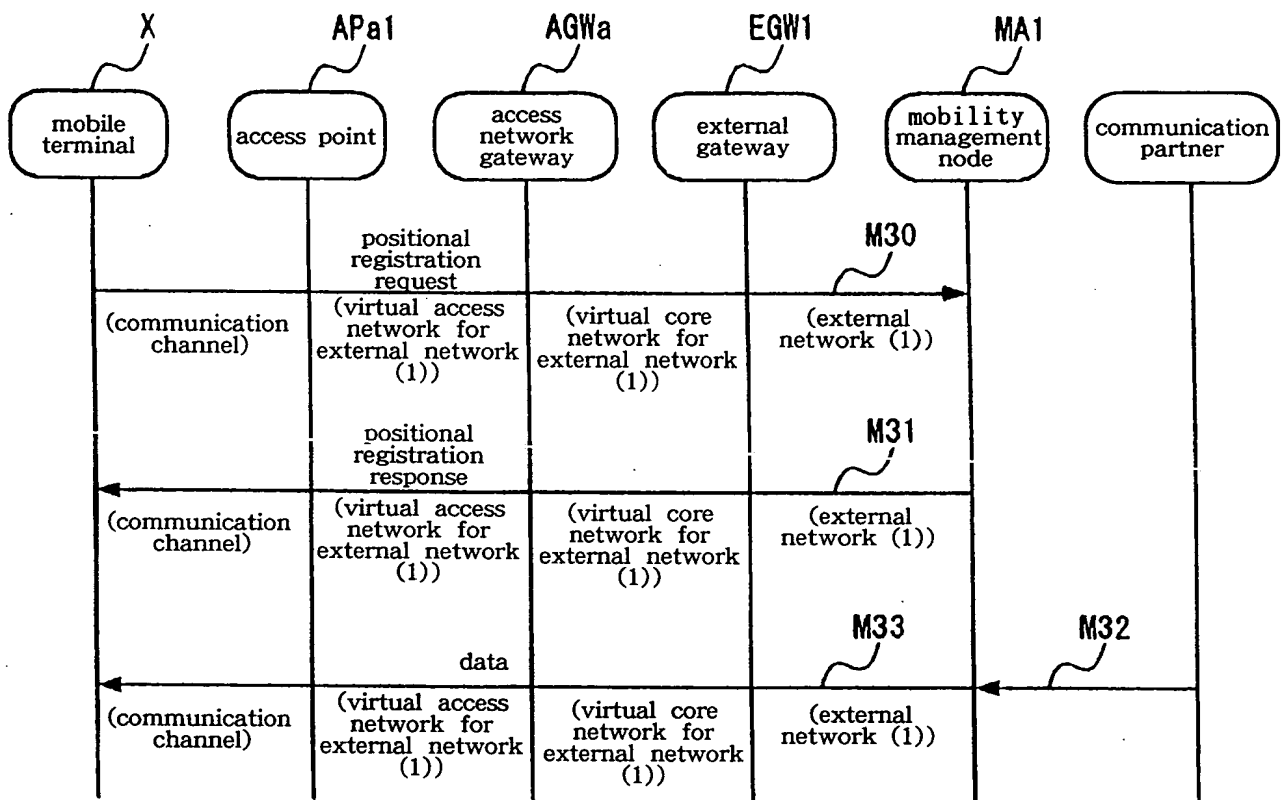 X
APa1
AGWa
EGW1
MA1
mobile
terminal
access point
access
network
gateway
external
gateway
mobility
management
node
communication
partner
M30
positional
registration
request
(communication
channel)
(virtual access
network for
external network
(1))
(virtual core
network for
external network
(1))
(external
network (1))
M31
positional
registration
response
(communication
channel)
(virtual access
network for
external network
(1))
(virtual core
network for
external network
(1))
(external
network (1))
M33
M32
data
(communication
channel)
(virtual access
network for
external network
(1))
(virtual core
network for
external network
(1))
(external
network (1))